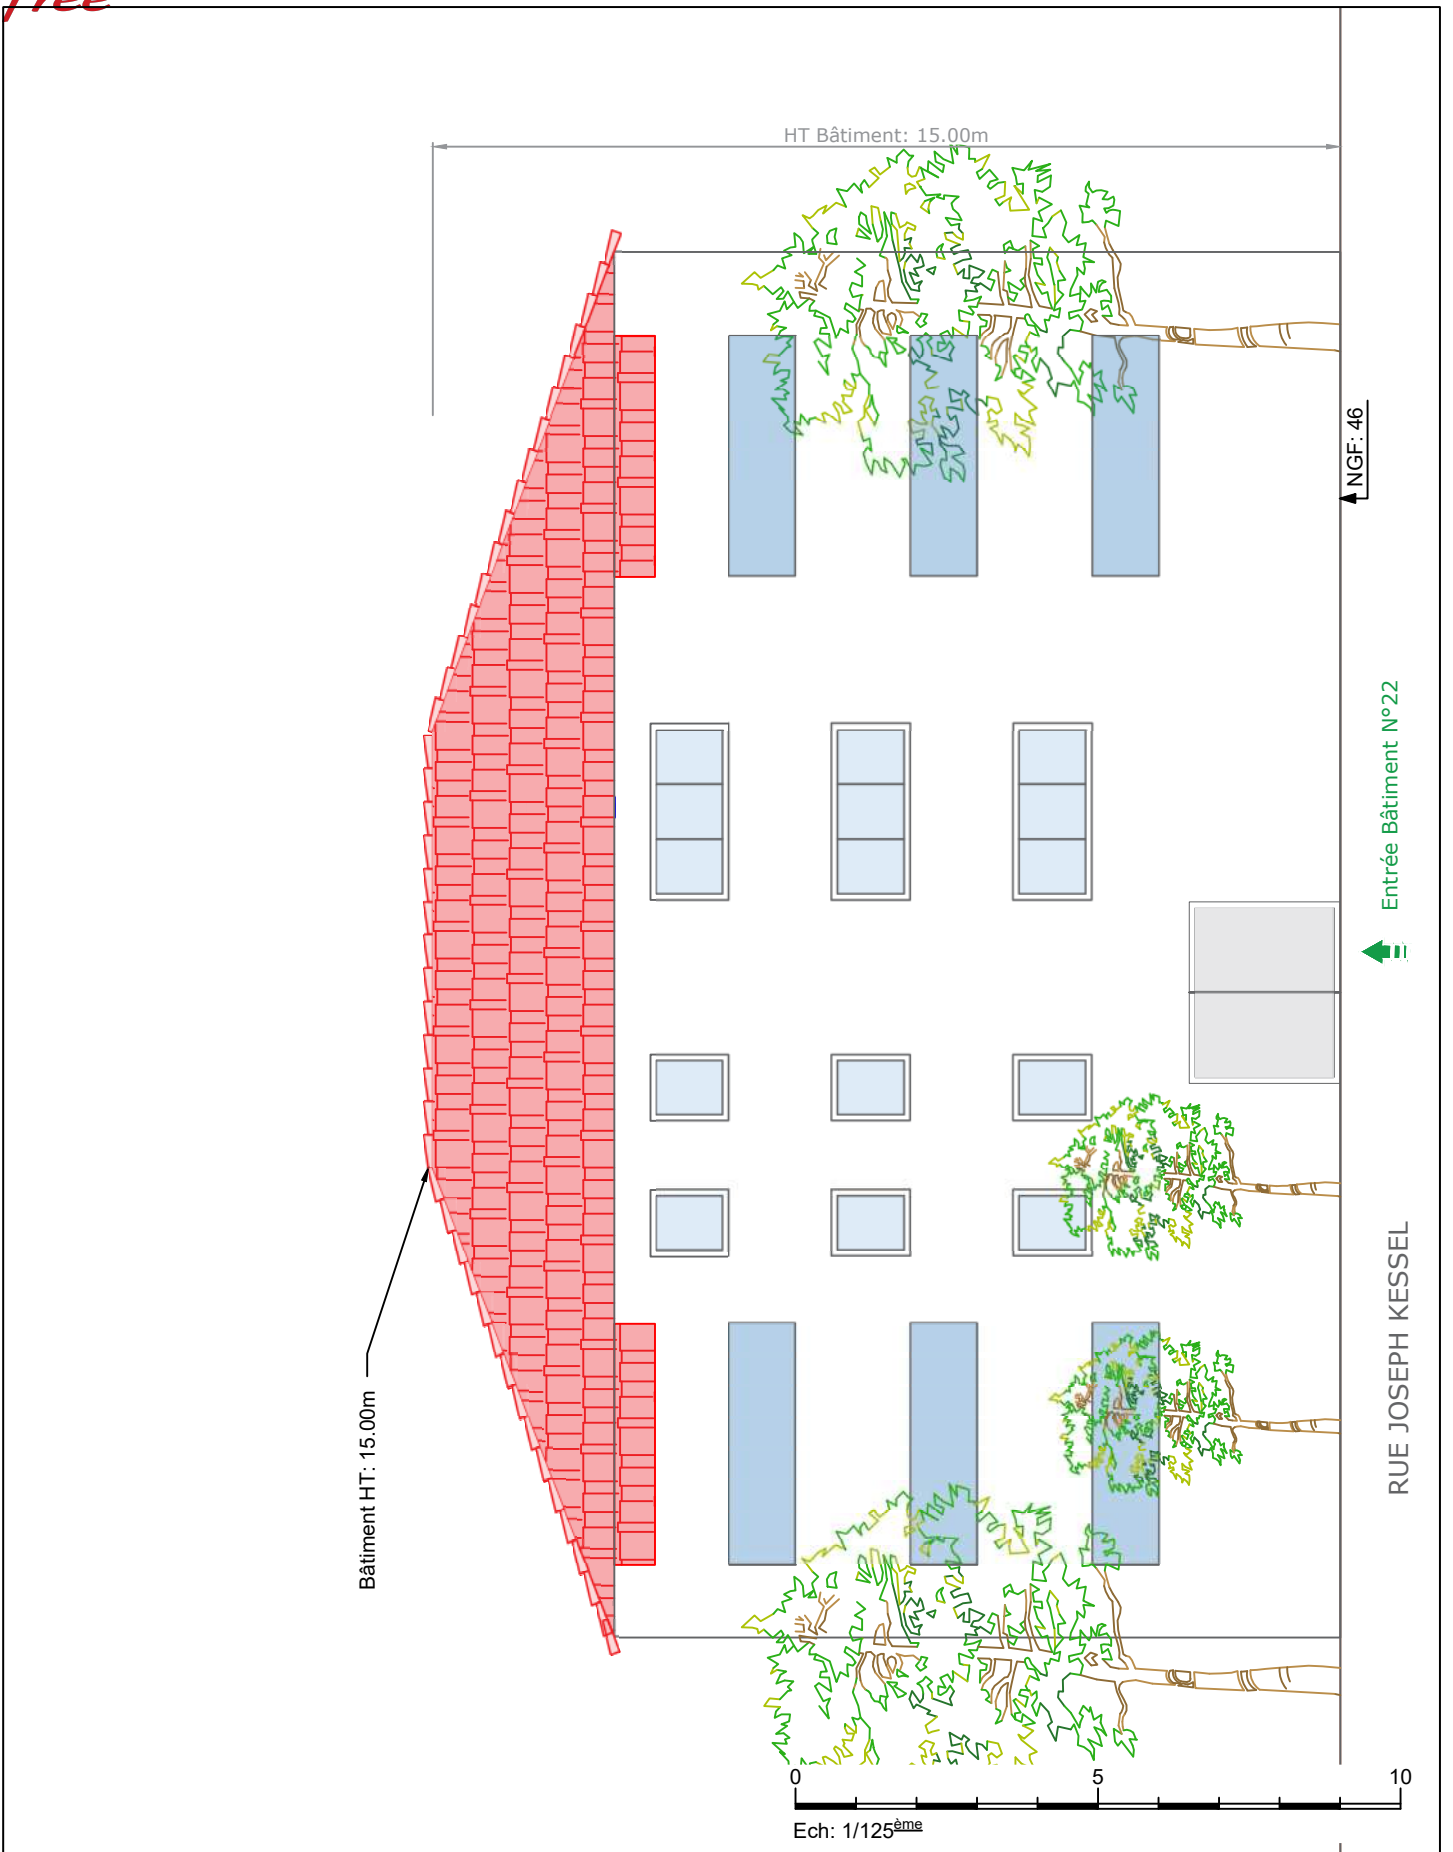 free
HT Bâtiment: 15.00m
NGF: 46
Entrée Bâtiment N°22
Bâtiment HT: 15.00m
RUE JOSEPH KESSEL
0 5 10
Ech: 1/125ème